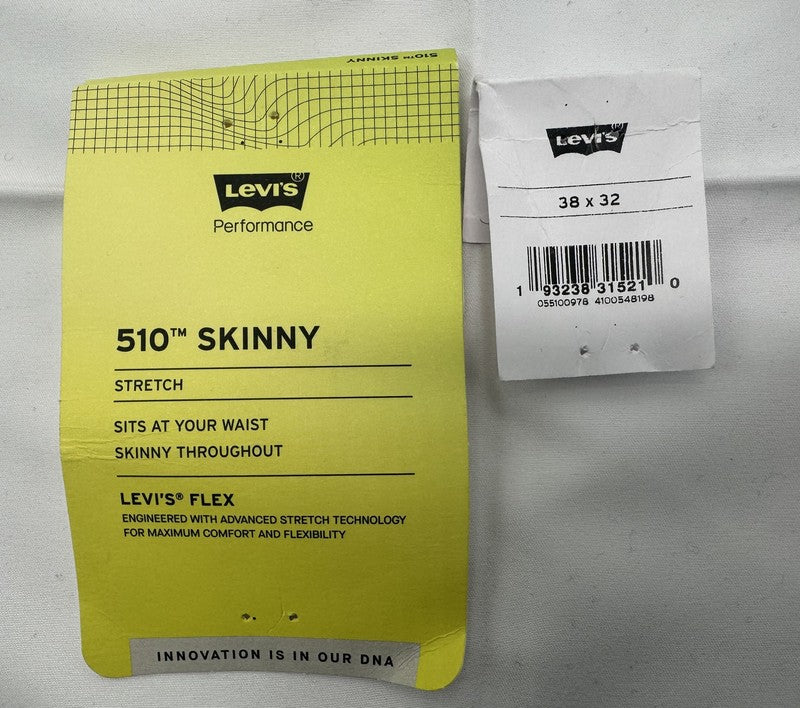 510™ SKINNY
LEVI'S®
Performance
510™ SKINNY
STRETCH
SITS AT YOUR WAIST
SKINNY THROUGHOUT
LEVI'S® FLEX
ENGINEERED WITH ADVANCED STRETCH TECHNOLOGY
FOR MAXIMUM COMFORT AND FLEXIBILITY
INNOVATION IS IN OUR DNA
Levi's®
38 x 32
1 93238 31521 0
055100978 4100548198